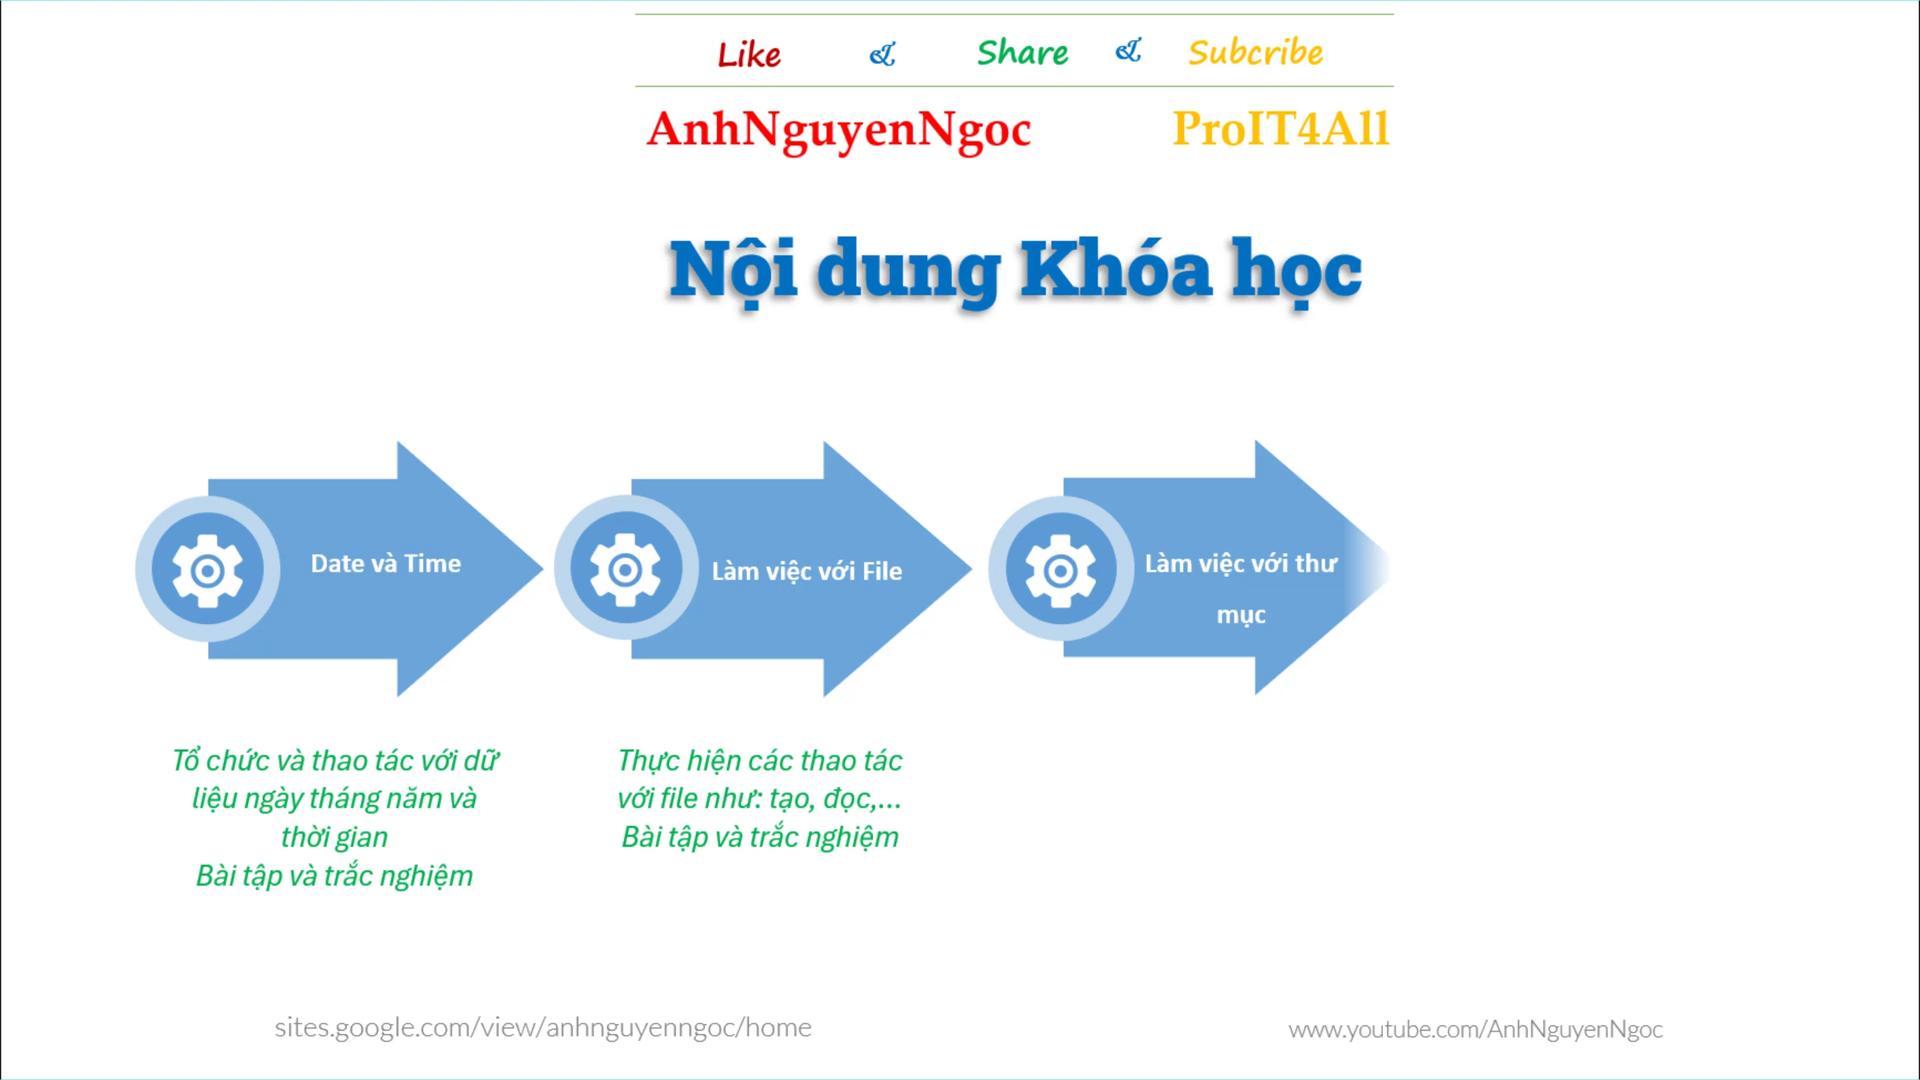 Like & Share & Subcribe
AnhNguyenNgoc ProIT4All
Nội dung Khóa học
Date và Time
Làm việc với File
Làm việc với thư
mục
Tổ chức và thao tác với dữ
liệu ngày tháng năm và
thời gian
Bài tập và trắc nghiệm
Thực hiện các thao tác
với file như: tạo, đọc,...
Bài tập và trắc nghiệm
sites.google.com/view/anhnguyenngoc/home
www.youtube.com/AnhNguyenNgoc